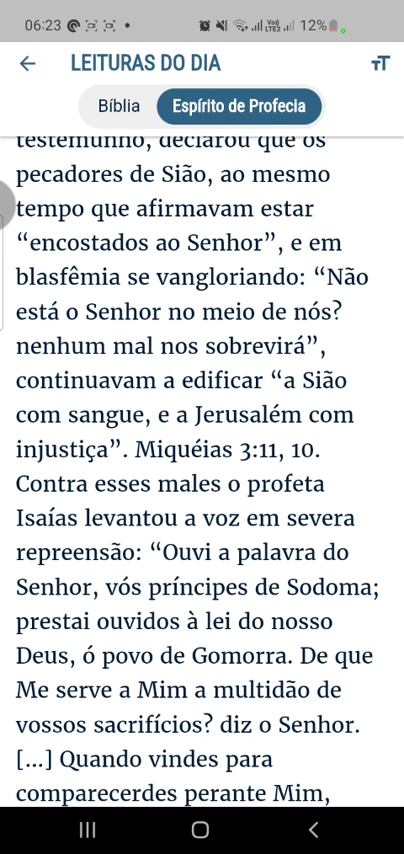 06:23
12%
LEITURAS DO DIA
Bíblia
Espírito de Profecia
testemunho, declarou que os
pecadores de Sião, ao mesmo
tempo que afirmavam estar
“encostados ao Senhor”, e em
blasfêmia se vangloriando: “Não
está o Senhor no meio de nós?
nenhum mal nos sobrevirá”,
continuavam a edificar “a Sião
com sangue, e a Jerusalém com
injustiça”. Miquéias 3:11, 10.
Contra esses males o profeta
Isaías levantou a voz em severa
repreensão: “Ouvi a palavra do
Senhor, vós príncipes de Sodoma;
prestai ouvidos à lei do nosso
Deus, ó povo de Gomorra. De que
Me serve a Mim a multidão de
vossos sacrifícios? diz o Senhor.
[...] Quando vindes para
comparecerdes perante Mim,